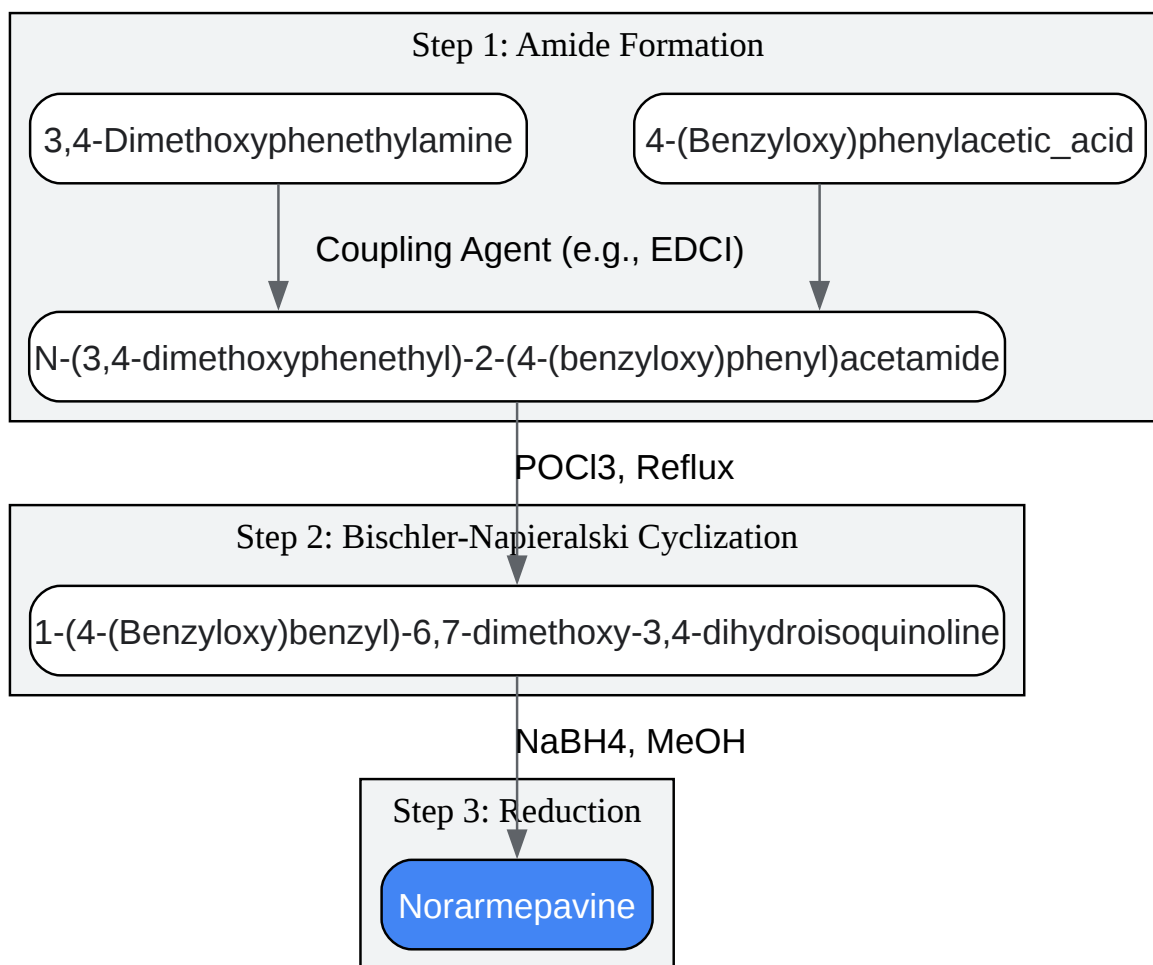 Step 1: Amide Formation
3,4-Dimethoxyphenethylamine
4-(Benzyloxy)phenylacetic_acid
Coupling Agent (e.g., EDCI)
N-(3,4-dimethoxyphenethyl)-2-(4-(benzyloxy)phenyl)acetamide
POCl3, Reflux
Step 2: Bischler-Napieralski Cyclization
1-(4-(Benzyloxy)benzyl)-6,7-dimethoxy-3,4-dihydroisoquinoline
NaBH4, MeOH
Step 3: Reduction
Norarmepavine